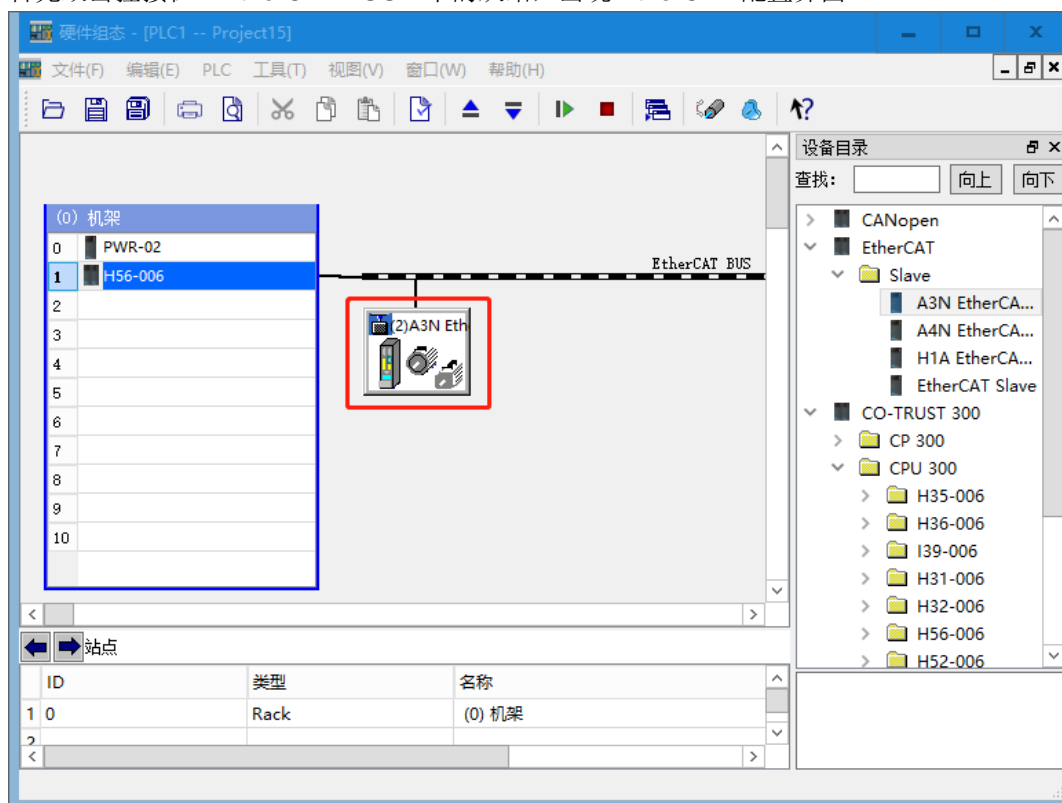 硬件组态 - [PLC1 -- Project15]
文件(F) 编辑(E) PLC 工具(T) 视图(V) 窗口(W) 帮助(H)
设备目录
查找: 向上 向下
(0) 机架
0 PWR-02
1 H56-006
2
3
4
5
6
7
8
9
10
EtherCAT BUS
(2)A3N Eth
CANopen
EtherCAT
Slave
A3N EtherCA...
A4N EtherCA...
H1A EtherCA...
EtherCAT Slave
CO-TRUST 300
CP 300
CPU 300
H35-006
H36-006
I39-006
H31-006
H32-006
H56-006
H52-006
站点
ID 类型 名称
1 0 Rack (0) 机架
2